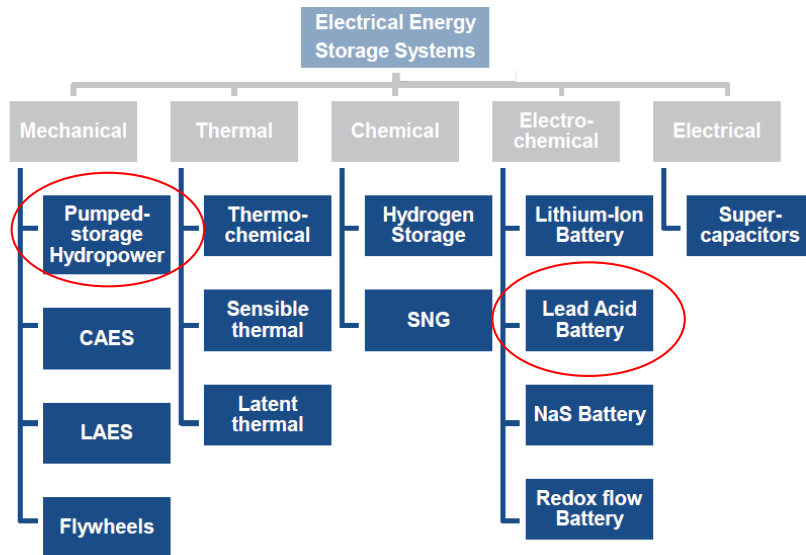 Electrical Energy
Storage Systems
Mechanical
Thermal
Chemical
Electro-
chemical
Electrical
Pumped-
storage
Hydropower
CAES
LAES
Flywheels
Thermo-
chemical
Sensible
thermal
Latent
thermal
Hydrogen
Storage
SNG
Lithium-Ion
Battery
Lead Acid
Battery
NaS Battery
Redox flow
Battery
Super-
capacitors